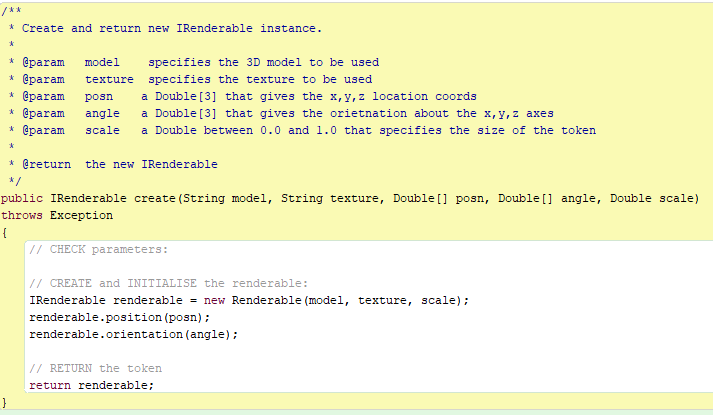 /**
 * Create and return new IRenderable instance.
 *
 * @param   model    specifies the 3D model to be used
 * @param   texture  specifies the texture to be used
 * @param   posn    a Double[3] that gives the x,y,z location coords
 * @param   angle   a Double[3] that gives the orietnation about the x,y,z axes
 * @param   scale   a Double between 0.0 and 1.0 that specifies the size of the token
 *
 * @return  the new IRenderable
 */
public IRenderable create(String model, String texture, Double[] posn, Double[] angle, Double scale)
throws Exception
{
    // CHECK parameters:

    // CREATE and INITIALISE the renderable:
    IRenderable renderable = new Renderable(model, texture, scale);
    renderable.position(posn);
    renderable.orientation(angle);

    // RETURN the token
    return renderable;
}